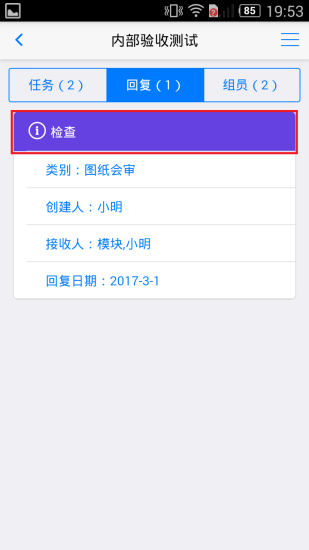 85 19:53
内部验收测试
任务（2） 回复（1） 组员（2）
检查
类别：图纸会审
创建人：小明
接收人：模块,小明
回复日期：2017-3-1